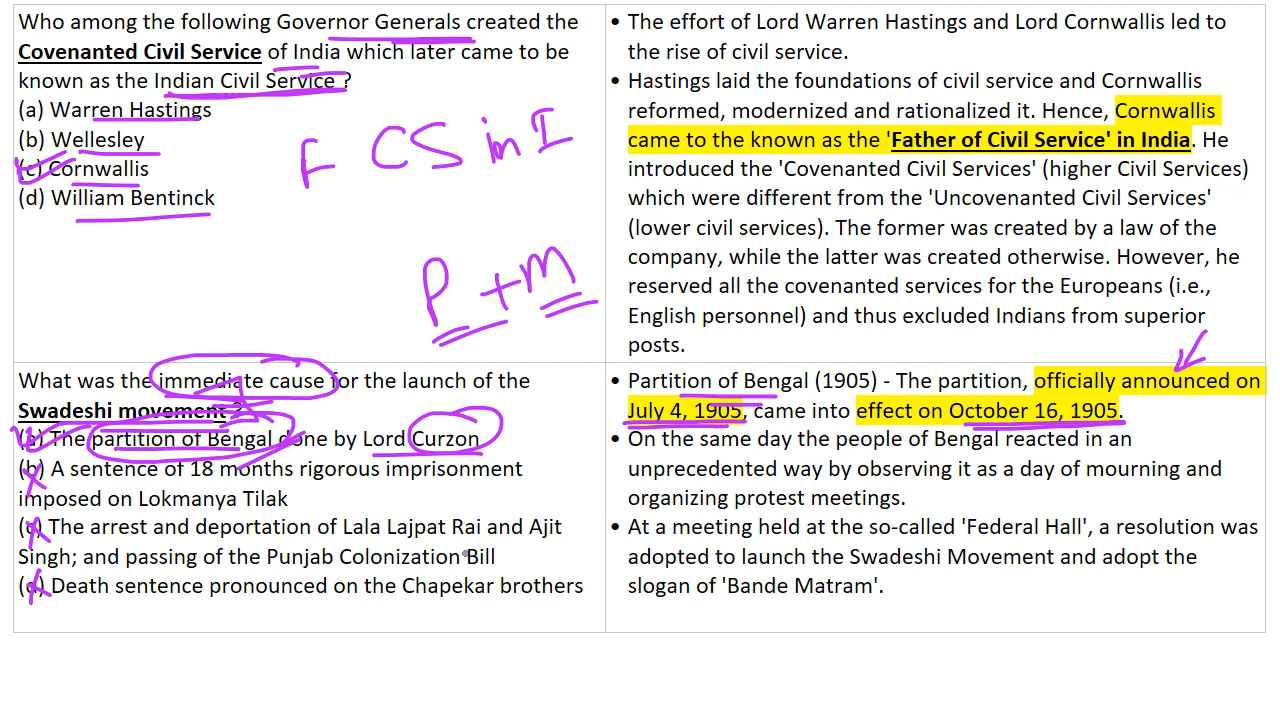 Who among the following Governor Generals created the
Covenanted Civil Service of India which later came to be
known as the Indian Civil Service ?
(a) Warren Hastings
(b) Wellesley
(c) Cornwallis
(d) William Bentinck
F CS in I
P + m
• The effort of Lord Warren Hastings and Lord Cornwallis led to
the rise of civil service.
• Hastings laid the foundations of civil service and Cornwallis
reformed, modernized and rationalized it. Hence, Cornwallis
came to the known as the 'Father of Civil Service' in India. He
introduced the 'Covenanted Civil Services' (higher Civil Services)
which were different from the 'Uncovenanted Civil Services'
(lower civil services). The former was created by a law of the
company, while the latter was created otherwise. However, he
reserved all the covenanted services for the Europeans (i.e.,
English personnel) and thus excluded Indians from superior
posts.
What was the immediate cause for the launch of the
Swadeshi movement ?
(a) The partition of Bengal done by Lord Curzon
(b) A sentence of 18 months rigorous imprisonment
imposed on Lokmanya Tilak
(c) The arrest and deportation of Lala Lajpat Rai and Ajit
Singh; and passing of the Punjab Colonization Bill
(d) Death sentence pronounced on the Chapekar brothers
• Partition of Bengal (1905) - The partition, officially announced on
July 4, 1905, came into effect on October 16, 1905.
• On the same day the people of Bengal reacted in an
unprecedented way by observing it as a day of mourning and
organizing protest meetings.
• At a meeting held at the so-called 'Federal Hall', a resolution was
adopted to launch the Swadeshi Movement and adopt the
slogan of 'Bande Matram'.